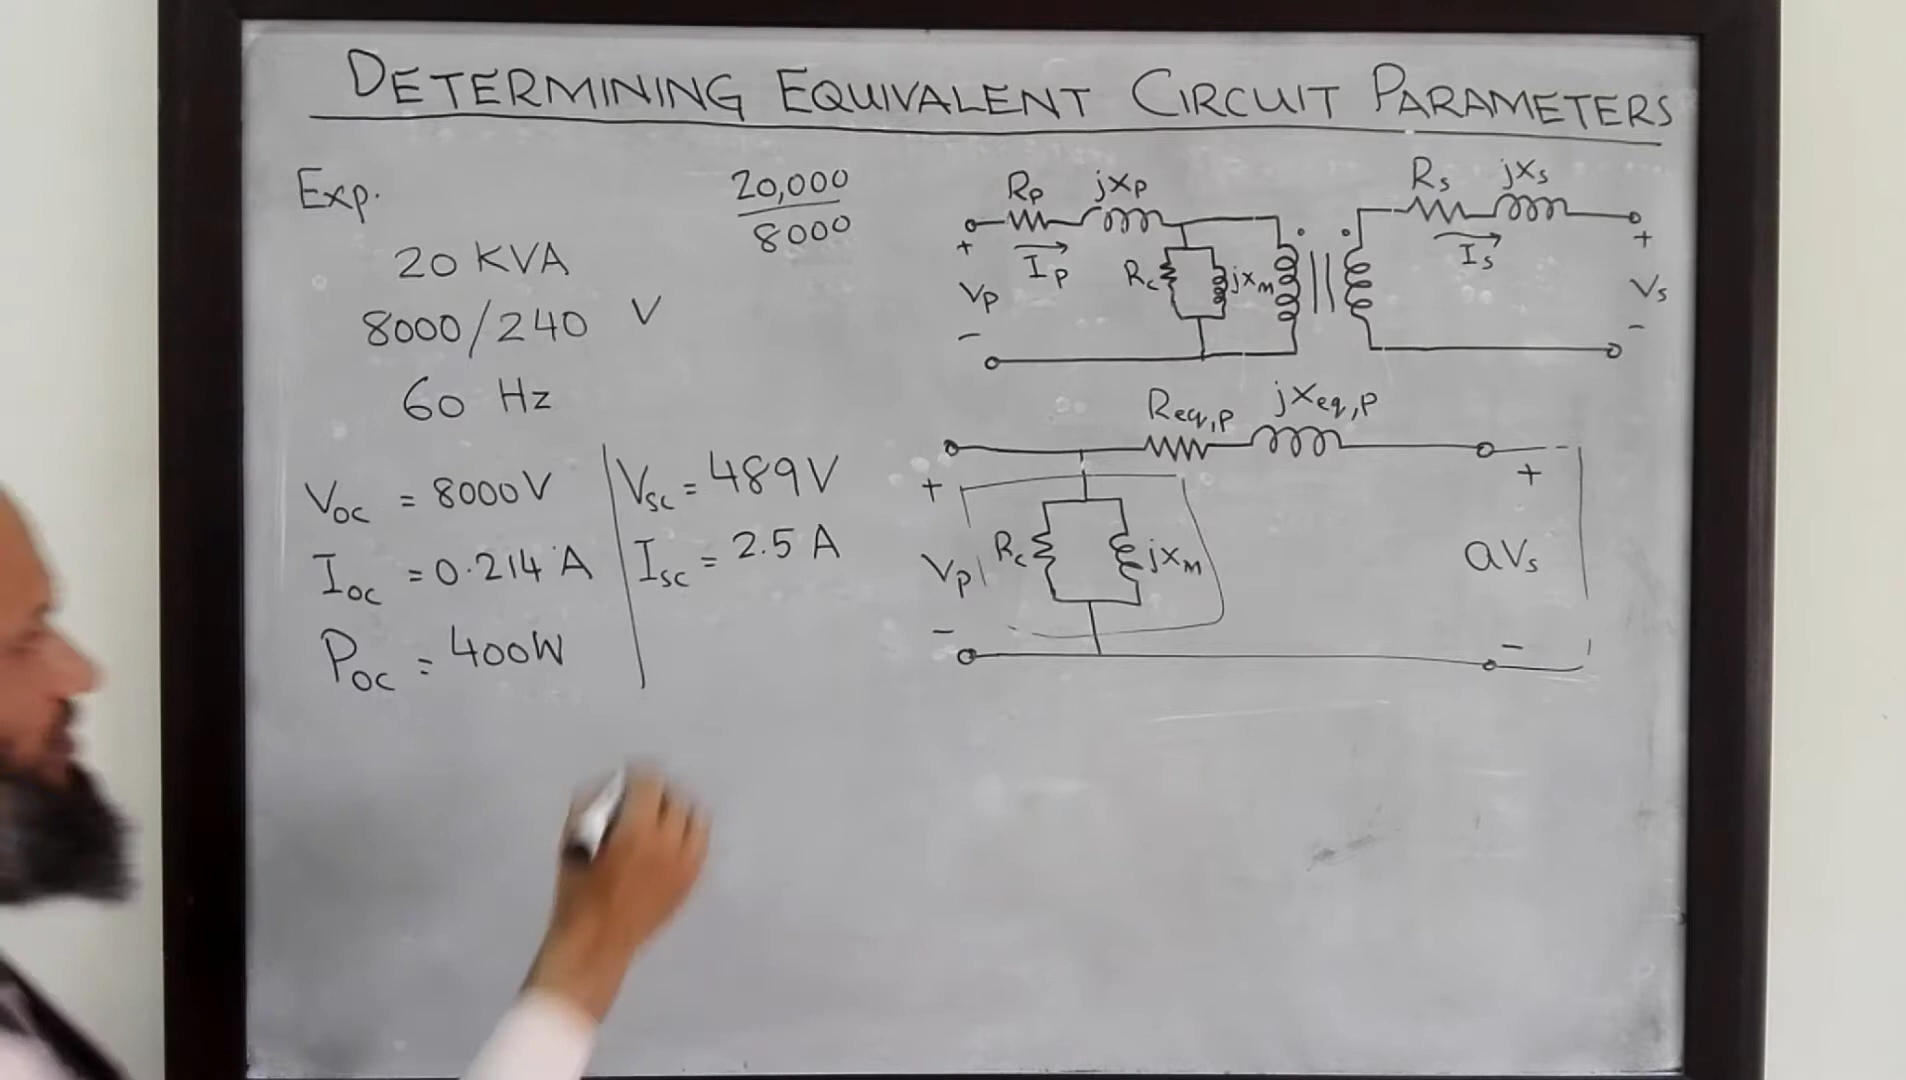 DETERMINING EQUIVALENT CIRCUIT PARAMETERS
Exp.
20 KVA
8000/240 V
60 Hz
20,000
8000
Voc = 8000V
Ioc = 0.214 A
Poc = 400W
Vsc = 489V
Isc = 2.5 A
Rp jxp
Rs jxs
+ Ip Rc jxm Is +
Vp Vs
- -
Req,p jxeq,p
+ +
Vp Rc jxm aVs
- -